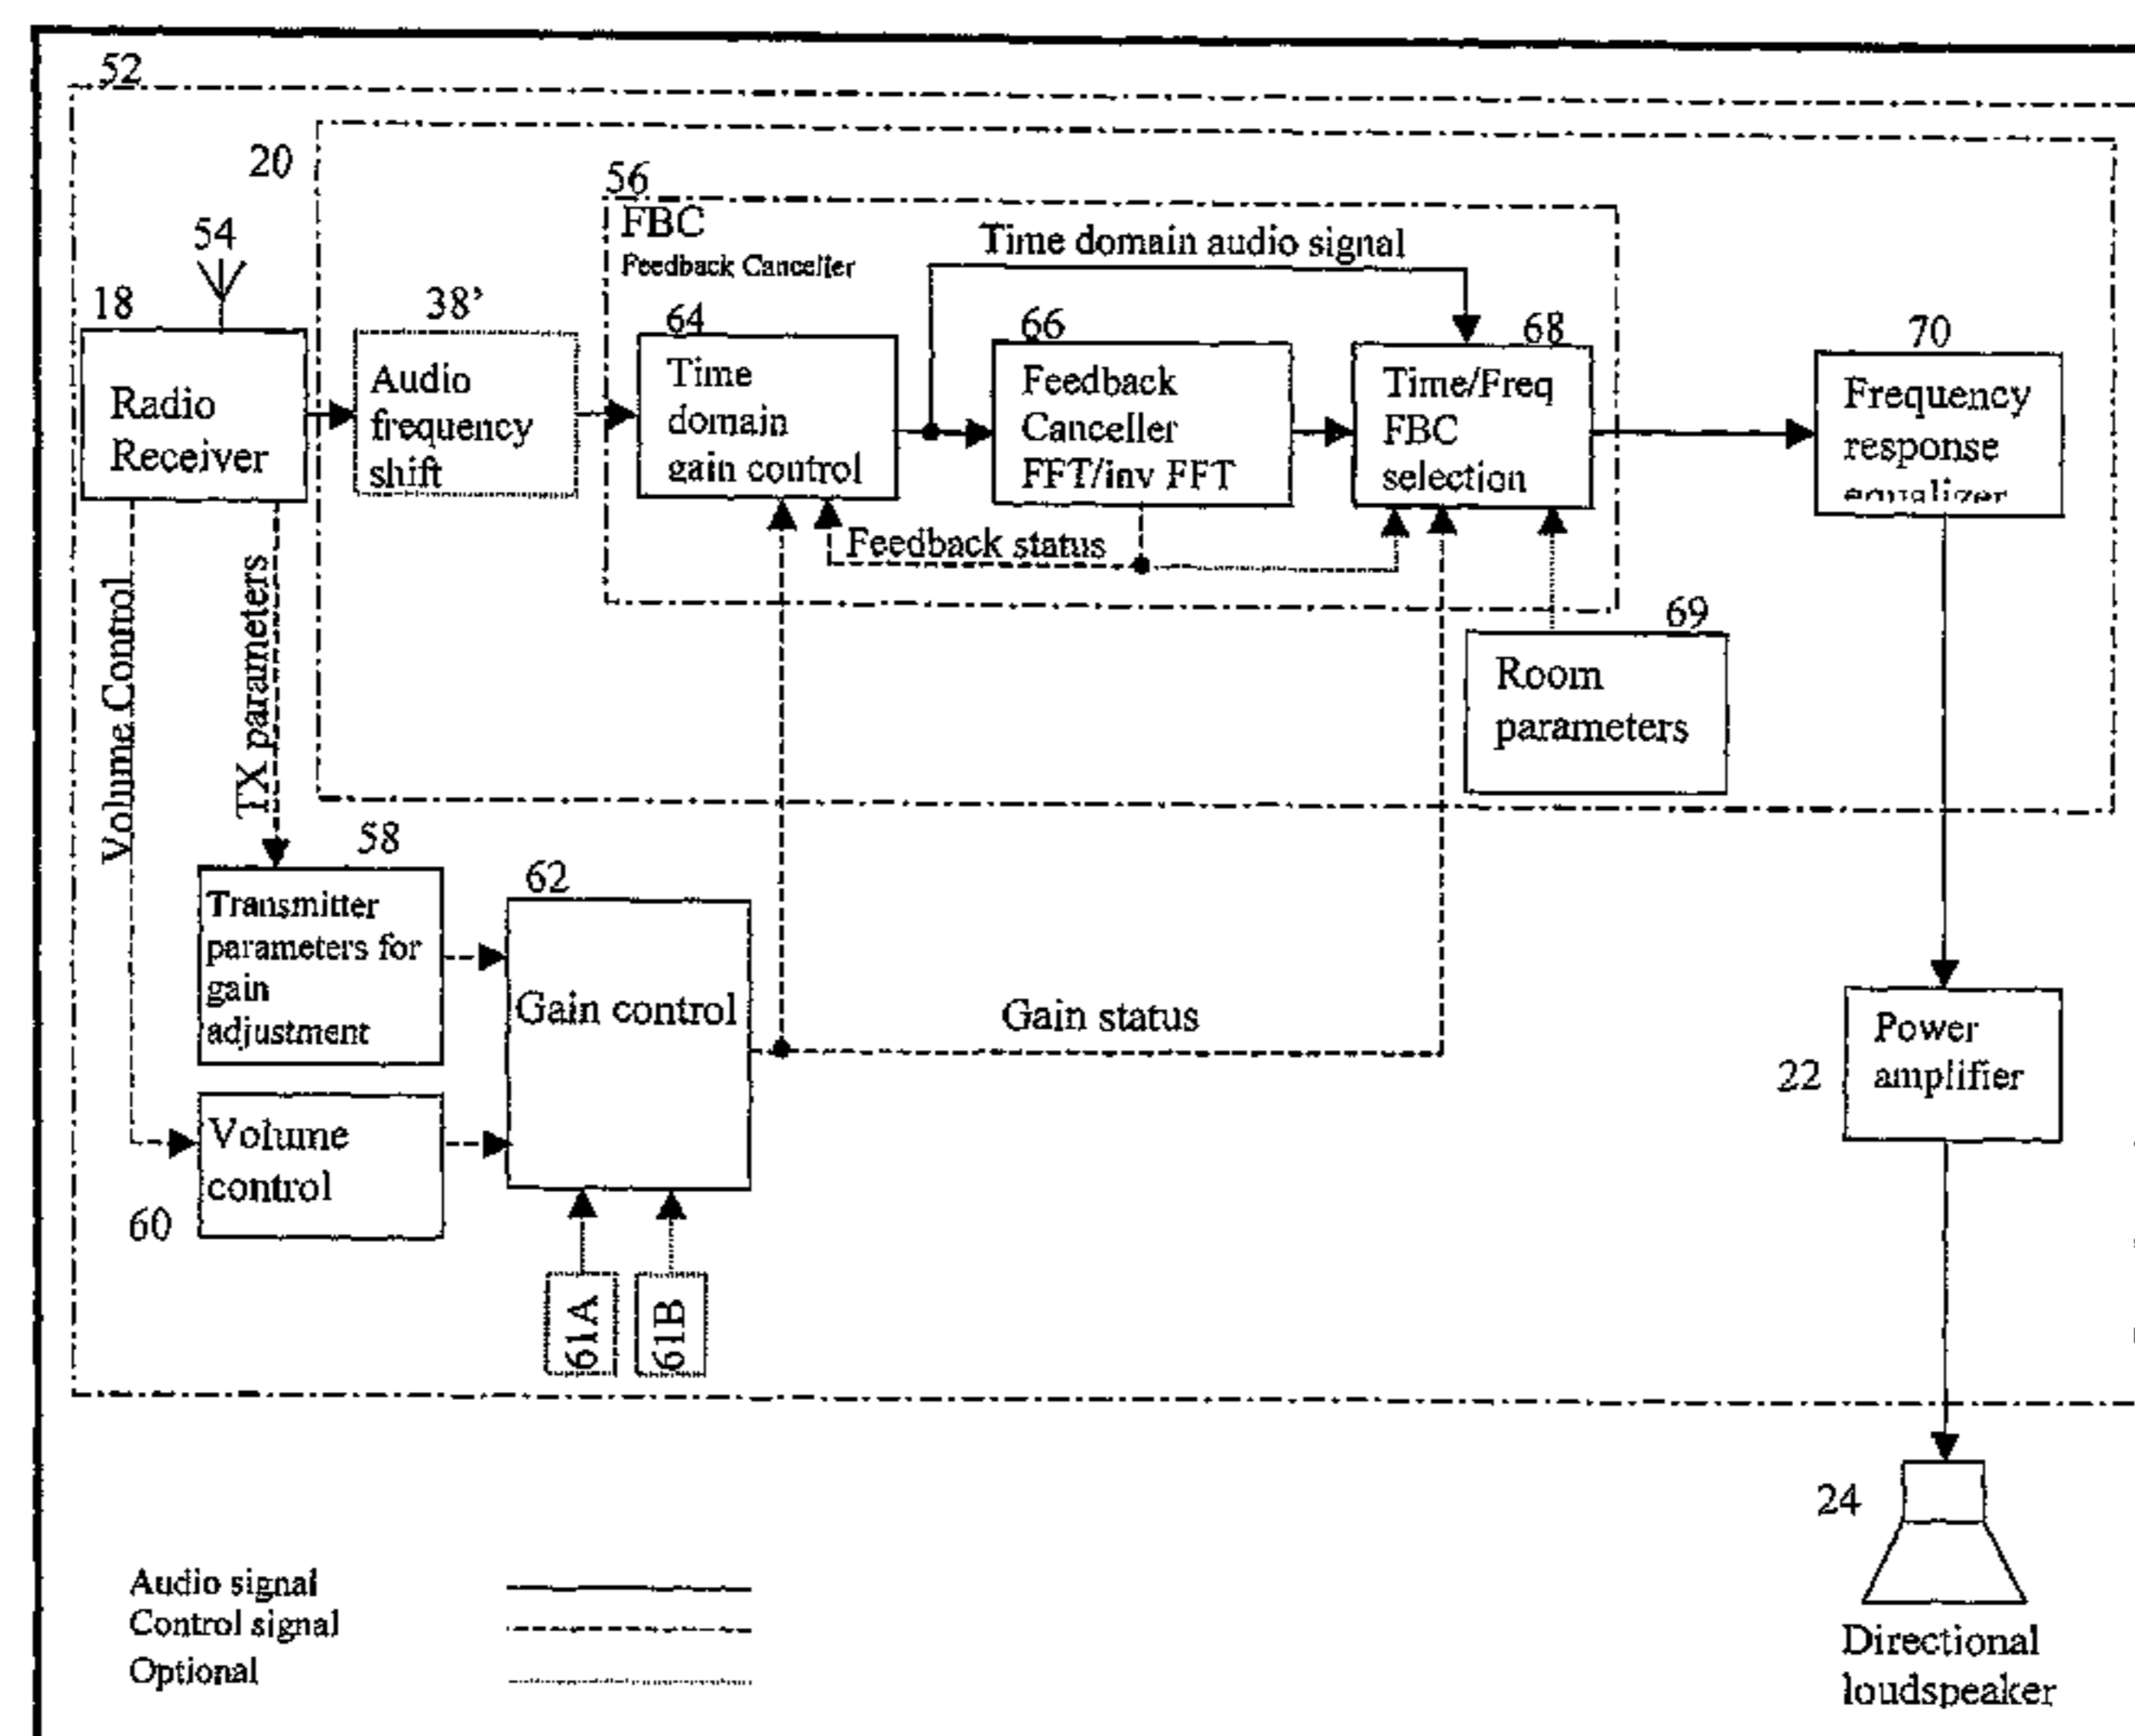 52
20
56
FBC
Feedback Canceller
Time domain audio signal
54
18
Radio
Receiver
38’
Audio
frequency
shift
64
Time
domain
gain control
66
Feedback
Canceller
FFT/inv FFT
68
Time/Freq
FBC
selection
70
Frequency
response
equalizer
Feedback status
69
Room
parameters
Volume Control
TX parameters
58
Transmitter
parameters for
gain
adjustment
62
Gain control
Gain status
60
Volume
control
61A
61B
22
Power
amplifier
24
Directional
loudspeaker
Audio signal
Control signal
Optional